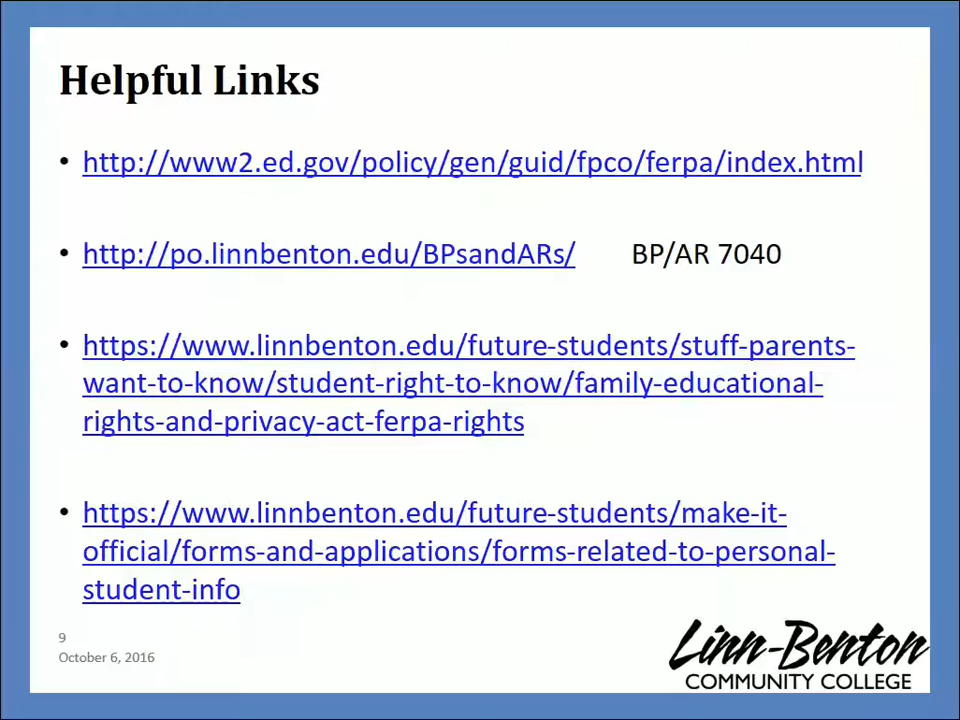 Helpful Links
• http://www2.ed.gov/policy/gen/guid/fpco/ferpa/index.html
• http://po.linnbenton.edu/BPsandARs/ BP/AR 7040
• https://www.linnbenton.edu/future-students/stuff-parents-
want-to-know/student-right-to-know/family-educational-
rights-and-privacy-act-ferpa-rights
• https://www.linnbenton.edu/future-students/make-it-
official/forms-and-applications/forms-related-to-personal-
student-info
9
October 6, 2016
Linn-Benton
COMMUNITY COLLEGE